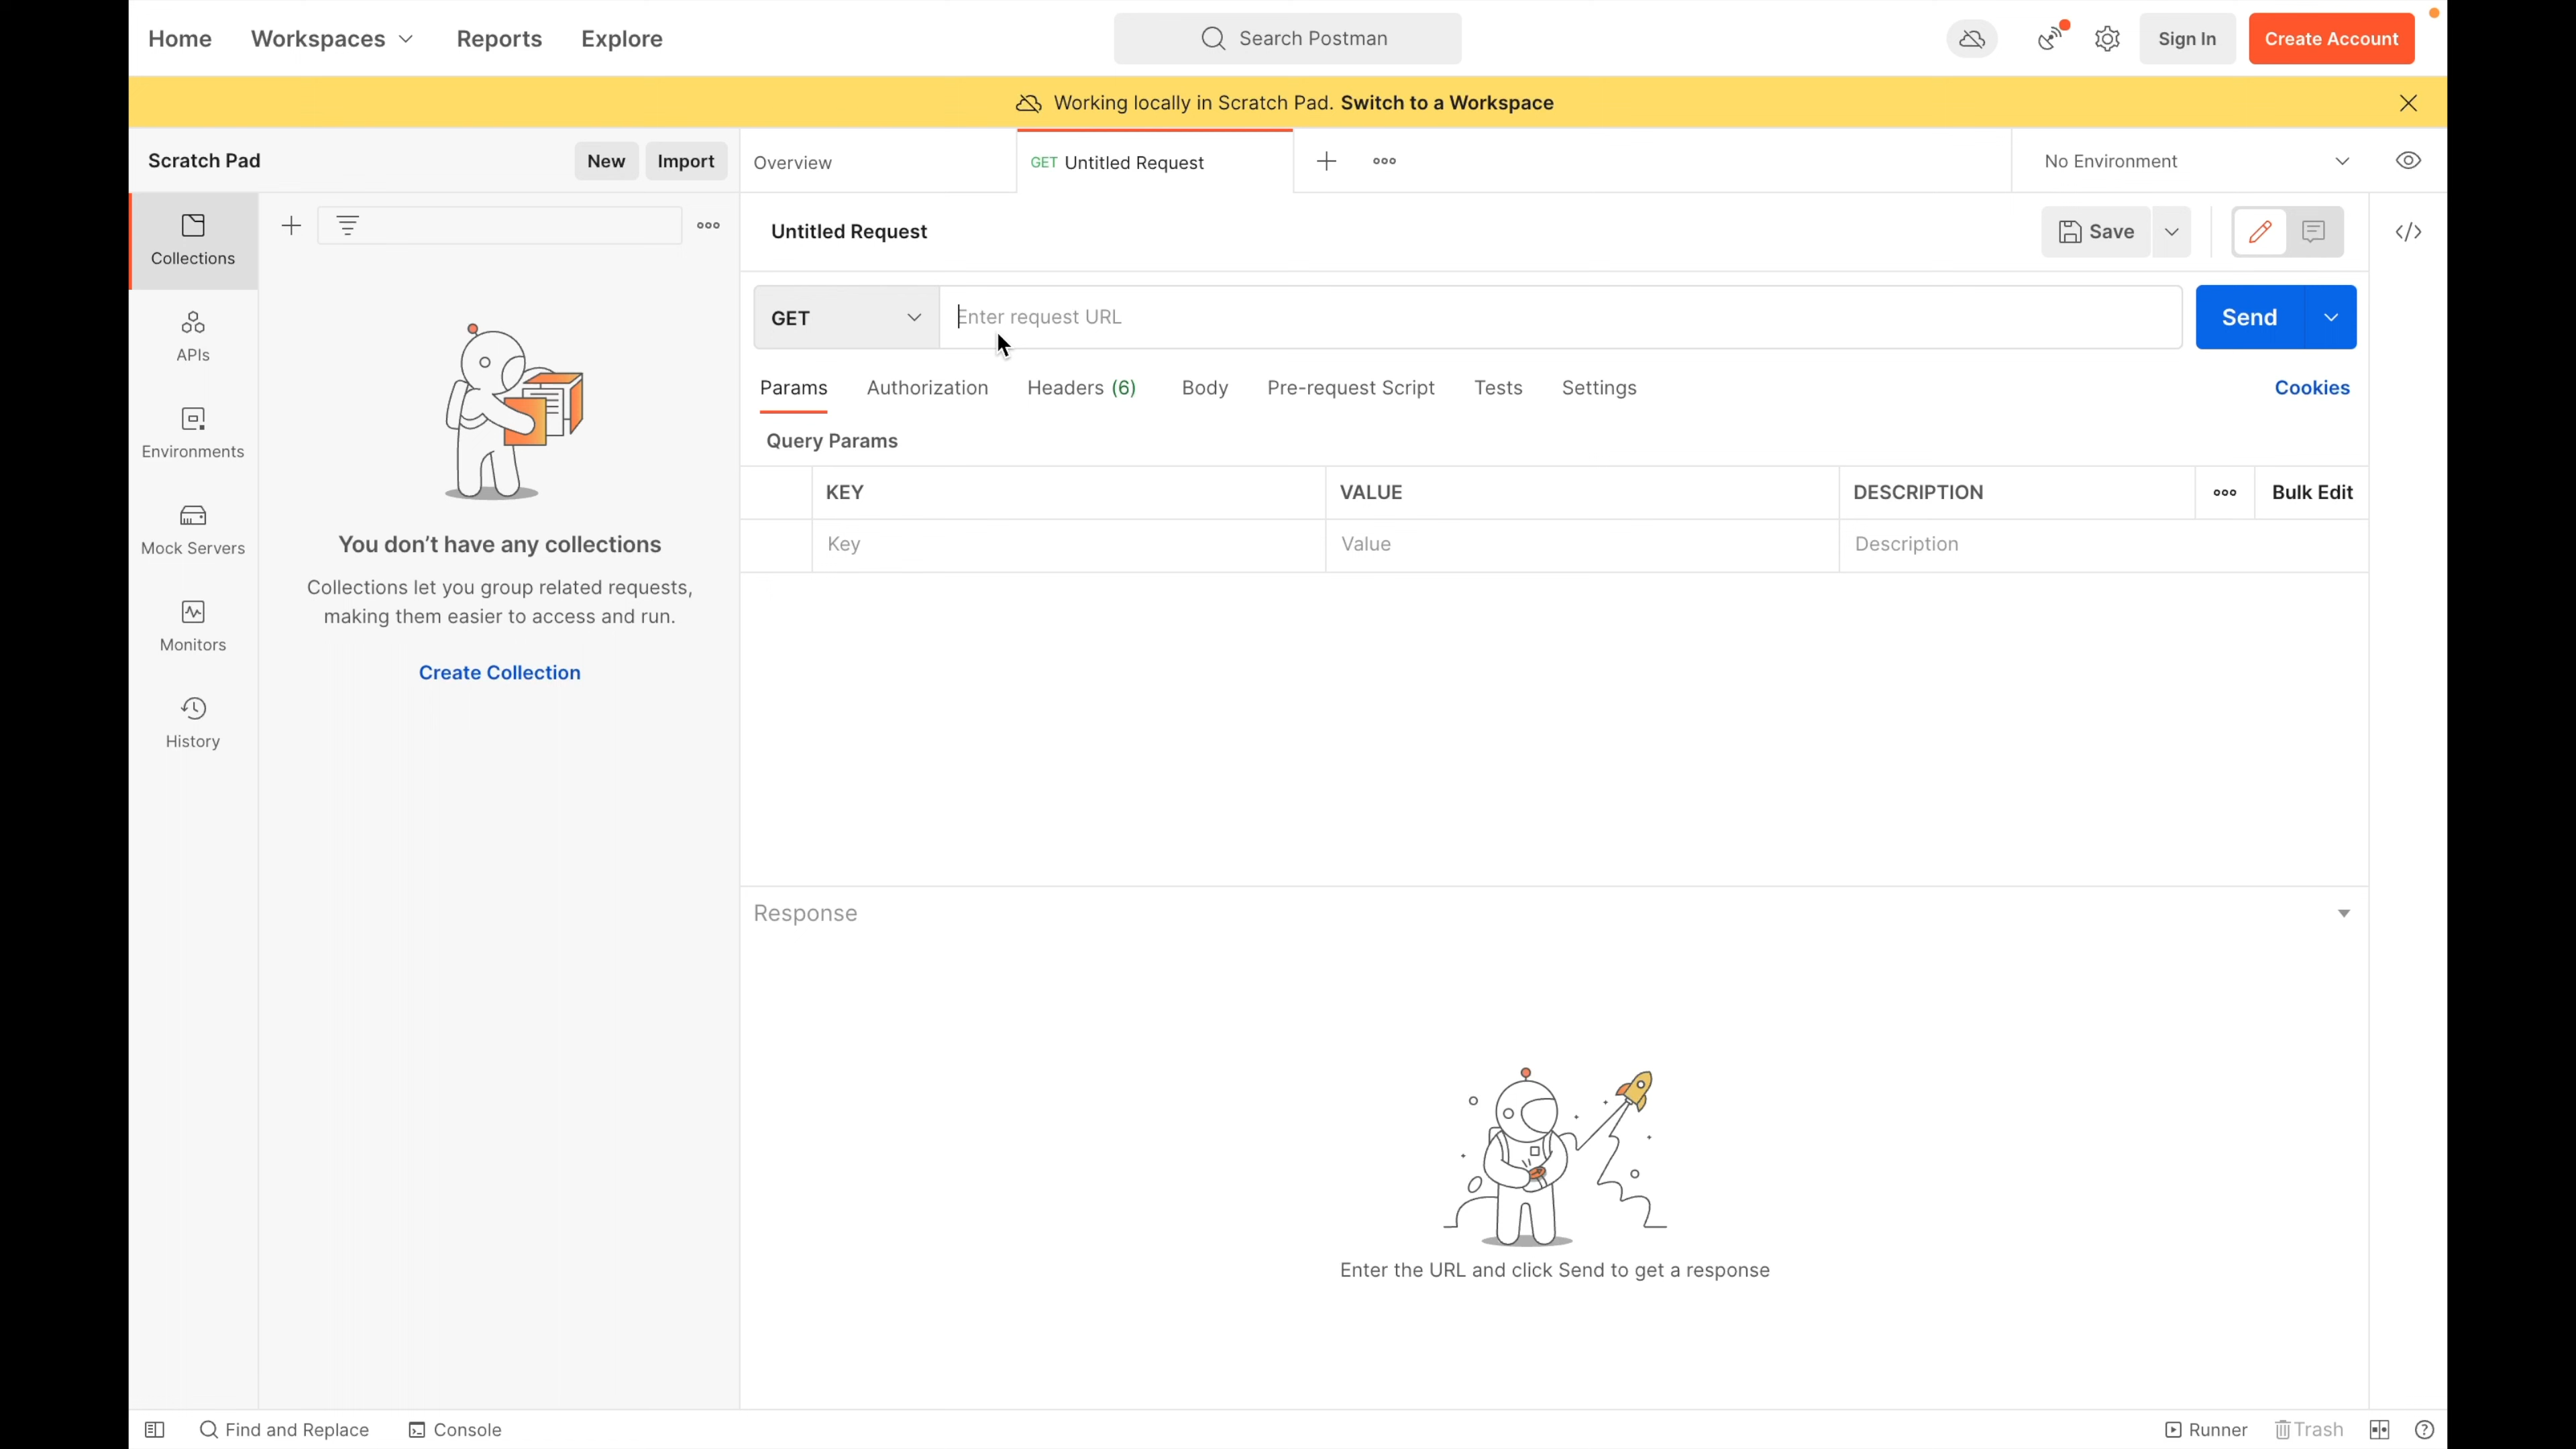 Home Workspaces Reports Explore Search Postman Sign In Create Account
Working locally in Scratch Pad. Switch to a Workspace
Scratch Pad New Import Overview GET Untitled Request No Environment
Collections
APIs
Environments
Mock Servers
Monitors
History
You don’t have any collections
Collections let you group related requests,
making them easier to access and run.
Create Collection
Untitled Request Save
GET Enter request URL Send
Params Authorization Headers (6) Body Pre-request Script Tests Settings Cookies
Query Params
KEY VALUE DESCRIPTION Bulk Edit
Key Value Description
Response
Enter the URL and click Send to get a response
Find and Replace Console Runner Trash